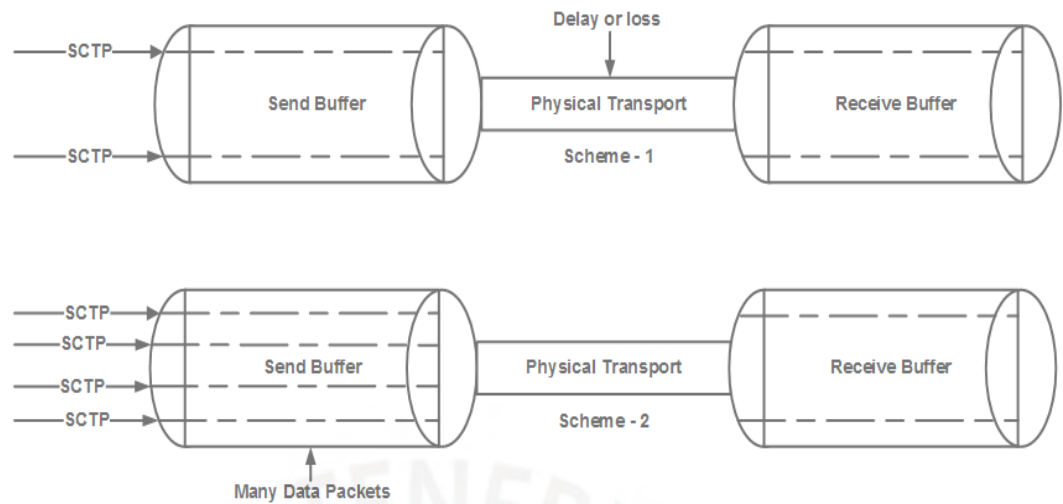 Delay or loss
SCTP
Send Buffer
Physical Transport
Receive Buffer
SCTP
Scheme - 1
SCTP
SCTP
Send Buffer
Physical Transport
Receive Buffer
SCTP
SCTP
Scheme - 2
Many Data Packets